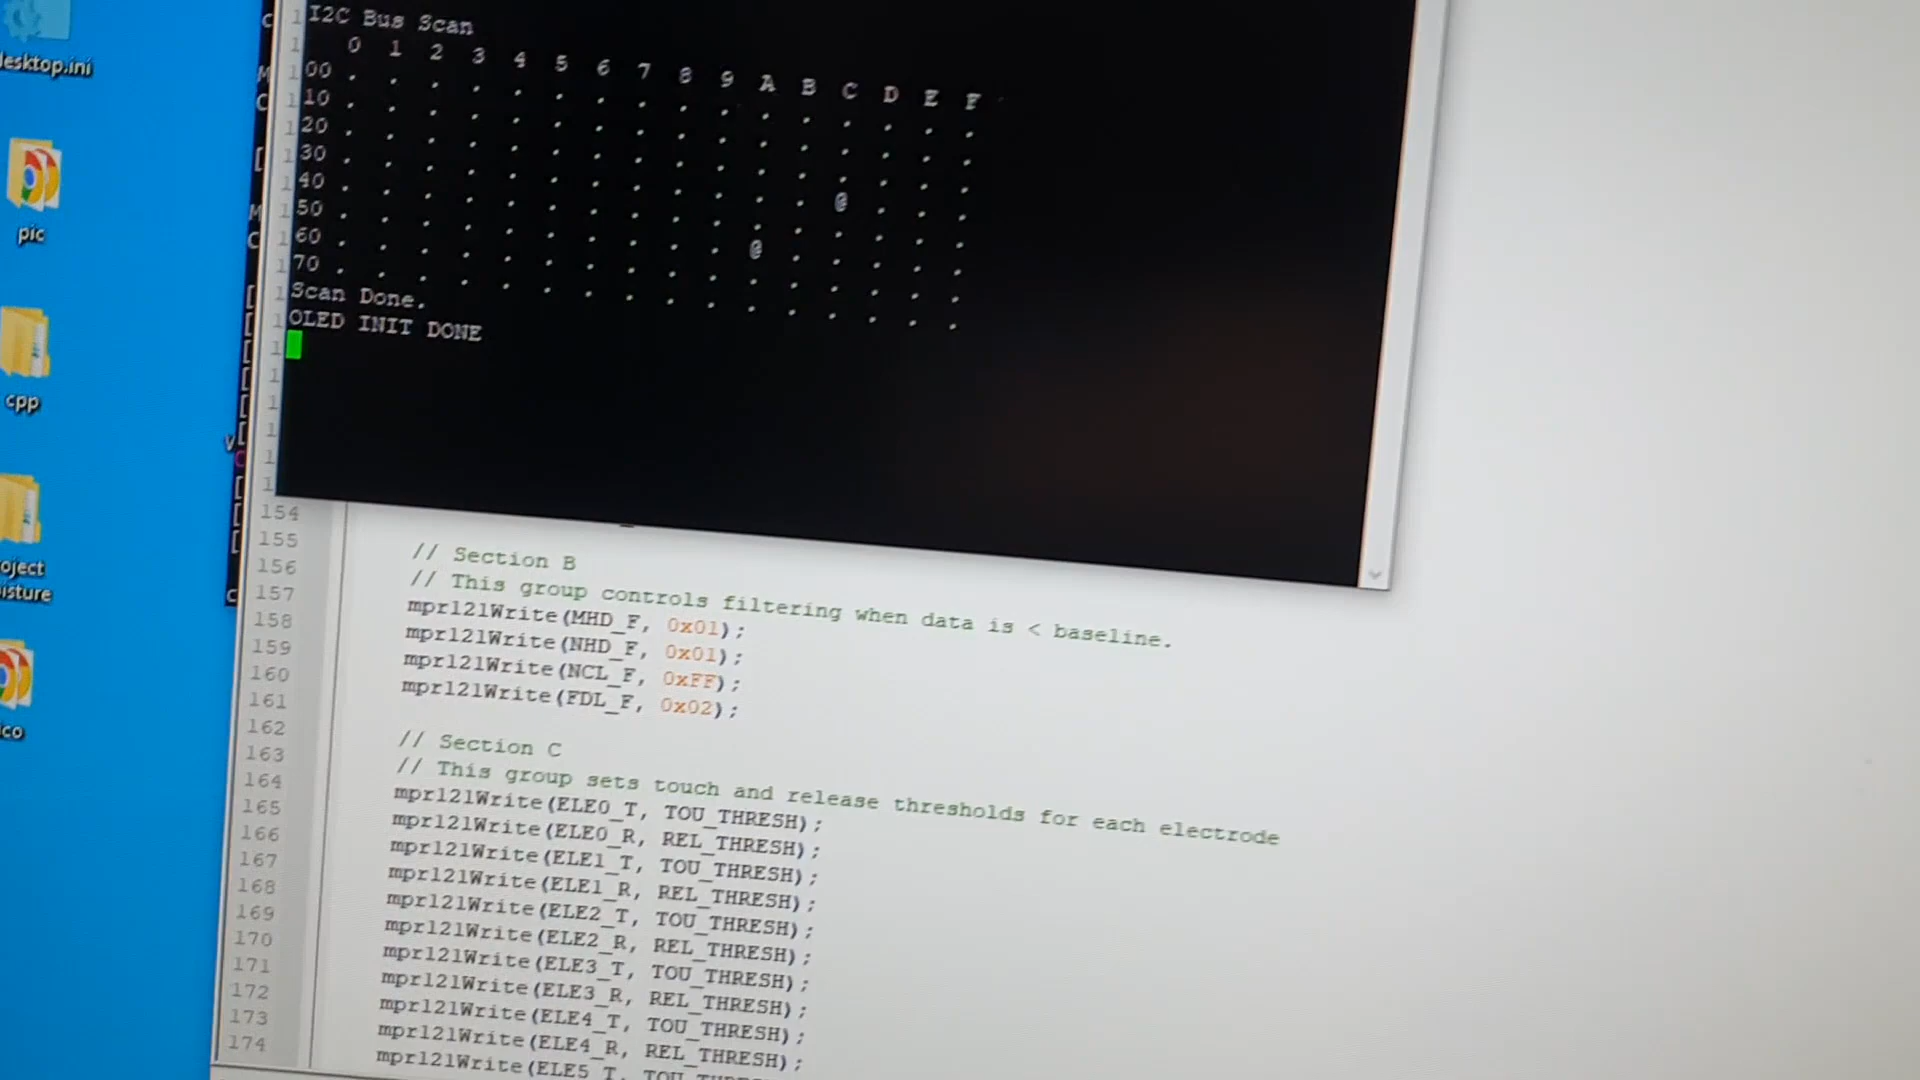 desktop.ini
pic
cpp
I2C Bus Scan
0 1 2 3 4 5 6 7 8 9 A B C D E F
00 . . . . . . . . . . . . . . . .
10 . . . . . . . . . . . . . . . .
20 . . . . . . . . . . . . . . . .
30 . . . . . . . . . . . . @ . . .
40 . . . . . . . . . . . . . . . .
50 . . . . . . . . . . @ . . . . .
60 . . . . . . . . . . . . . . . .
70 . . . . . . . . . . . . . . . .
Scan Done.
OLED INIT DONE
154
155 // Section B
156 // This group controls filtering when data is < baseline.
157 mpr121Write(MHD_F, 0x01);
158 mpr121Write(NHD_F, 0x01);
159 mpr121Write(NCL_F, 0xFF);
160 mpr121Write(FDL_F, 0x02);
161
162 // Section C
163 // This group sets touch and release thresholds for each electrode
164 mpr121Write(ELE0_T, TOU_THRESH);
165 mpr121Write(ELE0_R, REL_THRESH);
166 mpr121Write(ELE1_T, TOU_THRESH);
167 mpr121Write(ELE1_R, REL_THRESH);
168 mpr121Write(ELE2_T, TOU_THRESH);
169 mpr121Write(ELE2_R, REL_THRESH);
170 mpr121Write(ELE3_T, TOU_THRESH);
171 mpr121Write(ELE3_R, REL_THRESH);
172 mpr121Write(ELE4_T, TOU_THRESH);
173 mpr121Write(ELE4_R, REL_THRESH);
174 mpr121Write(ELE5_T,